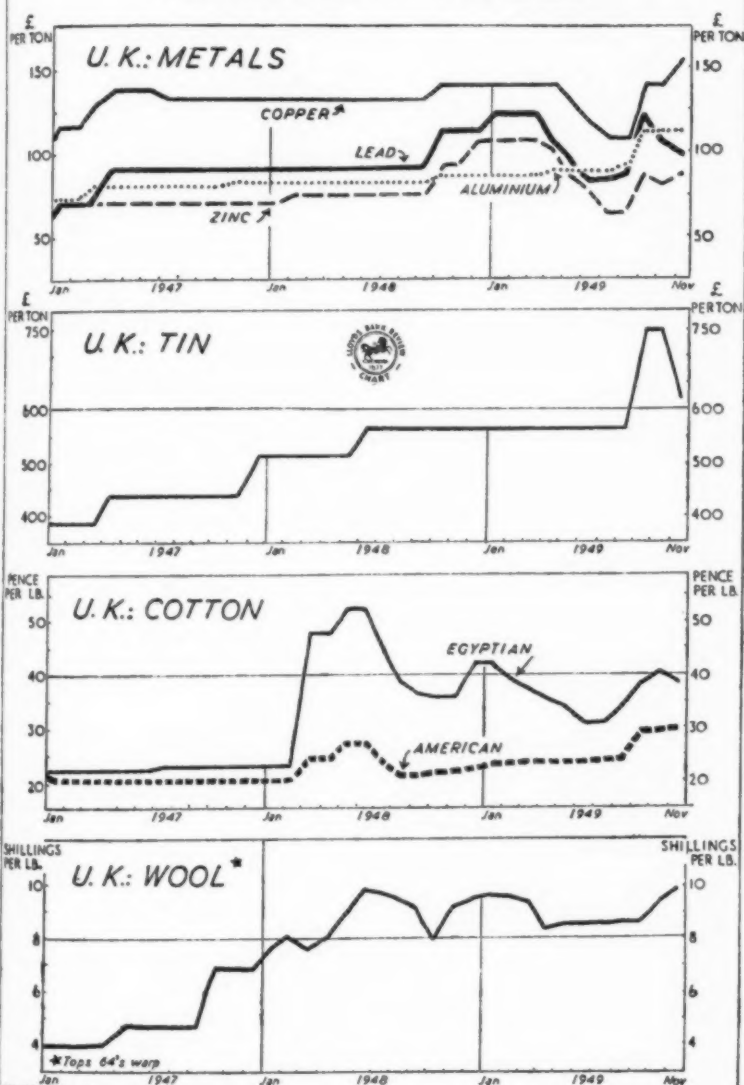 £ £
PER TON PER TON
U. K.: METALS
150 150
COPPER
LEAD
100 100
ALUMINIUM
ZINC
50 50
Jan 1947 Jan 1948 Jan 1949 Nov
£ £
PER TON PER TON
750 750
U. K.: TIN
LLOYDS BANK REVIEW
CHART
600 600
500 500
400 400
Jan 1947 Jan 1948 Jan 1949 Nov
PENCE PENCE
PER LB. PER LB.
U. K.: COTTON
50 50
EGYPTIAN
40 40
30 30
AMERICAN
20 20
Jan 1947 Jan 1948 Jan 1949 Nov
SHILLINGS SHILLINGS
PER LB. PER LB.
U. K.: WOOL*
10 10
8 8
6 6
4 4
*Tops 64's warp
Jan 1947 Jan 1948 Jan 1949 Nov